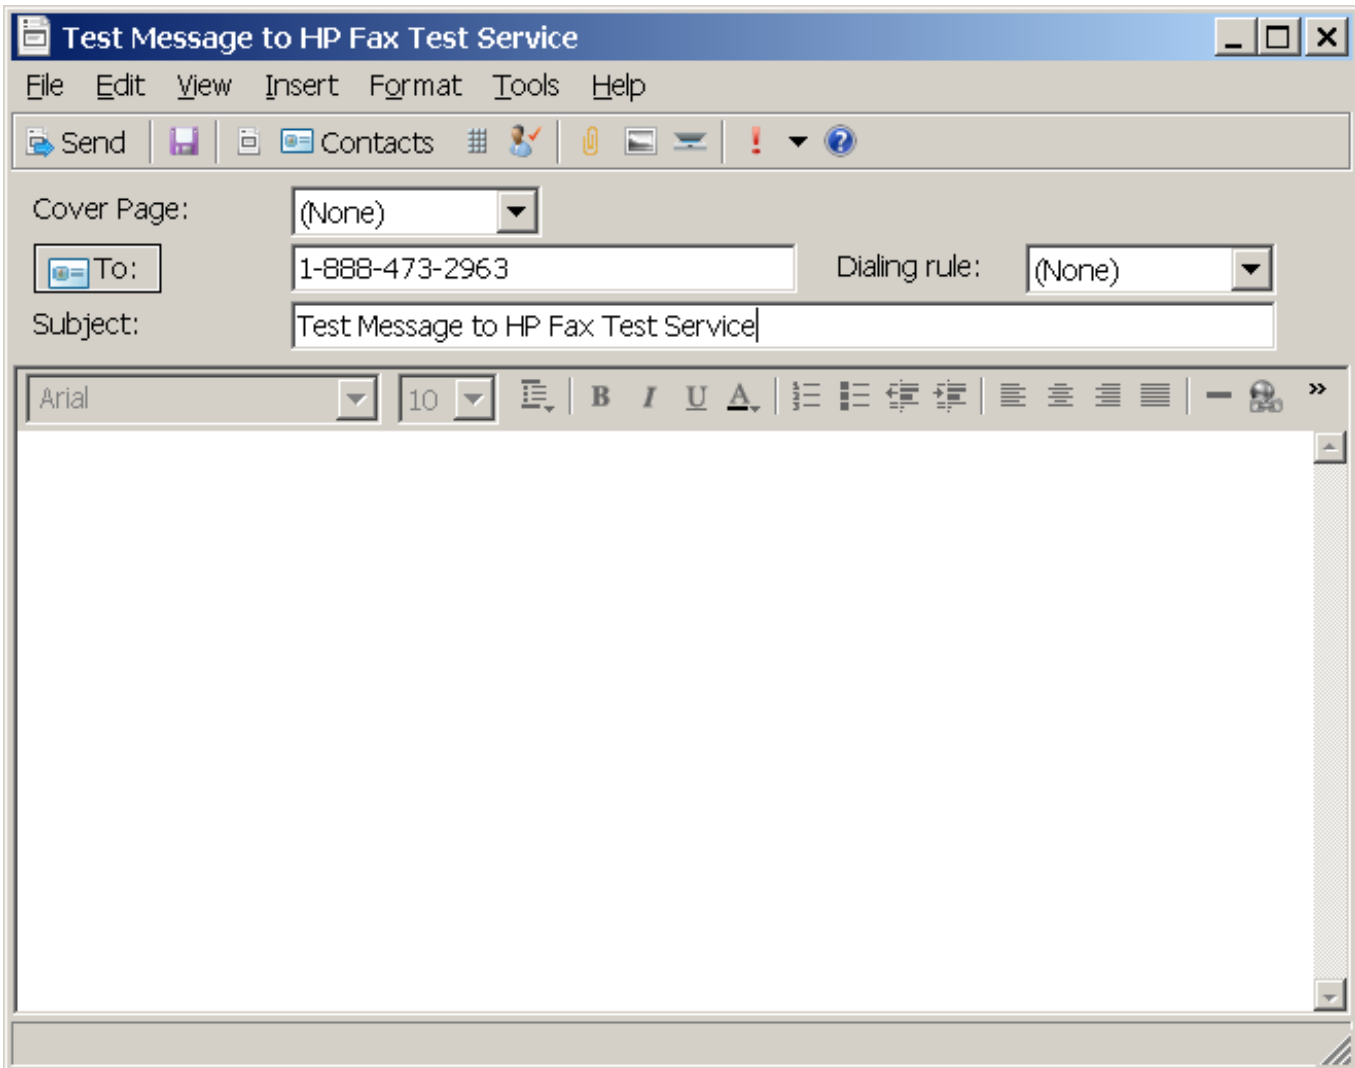 Test Message to HP Fax Test Service
File Edit View Insert Format Tools Help
Send Contacts
Cover Page: (None)
To: 1-888-473-2963 Dialing rule: (None)
Subject: Test Message to HP Fax Test Service
Arial 10 B I U A